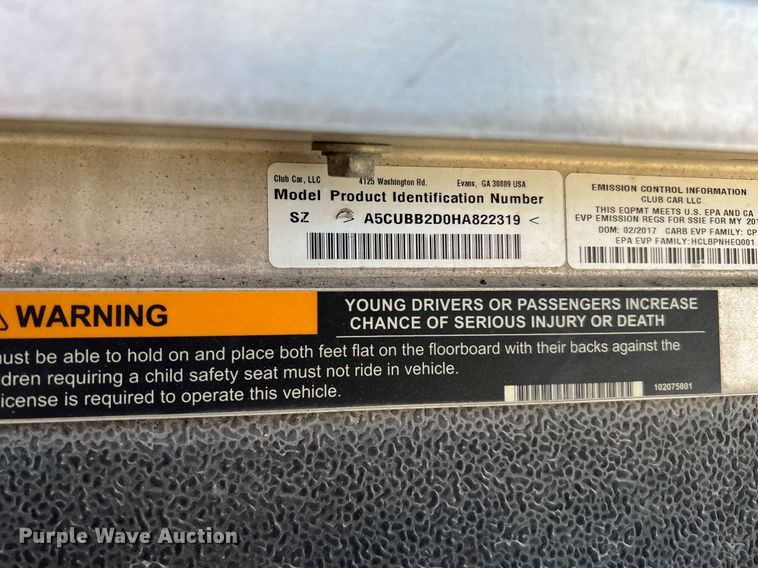 Club Car, LLC 4125 Washington Rd. Evans, GA 30809 USA
Model Product Identification Number
SZ > A5CUBB2D0HA822319 <
EMISSION CONTROL INFORMATION
CLUB CAR LLC
THIS EQPMT MEETS U.S. EPA AND CA
EVP EMISSION REGS FOR SSIE FOR MY 201
DOM: 02/2017 CARB EVP FAMILY: CP
EPA EVP FAMILY: HCLBPNHEQ001
WARNING
YOUNG DRIVERS OR PASSENGERS INCREASE
CHANCE OF SERIOUS INJURY OR DEATH
must be able to hold on and place both feet flat on the floorboard with their backs against the
dren requiring a child safety seat must not ride in vehicle.
icense is required to operate this vehicle.
102075801
Purple Wave Auction